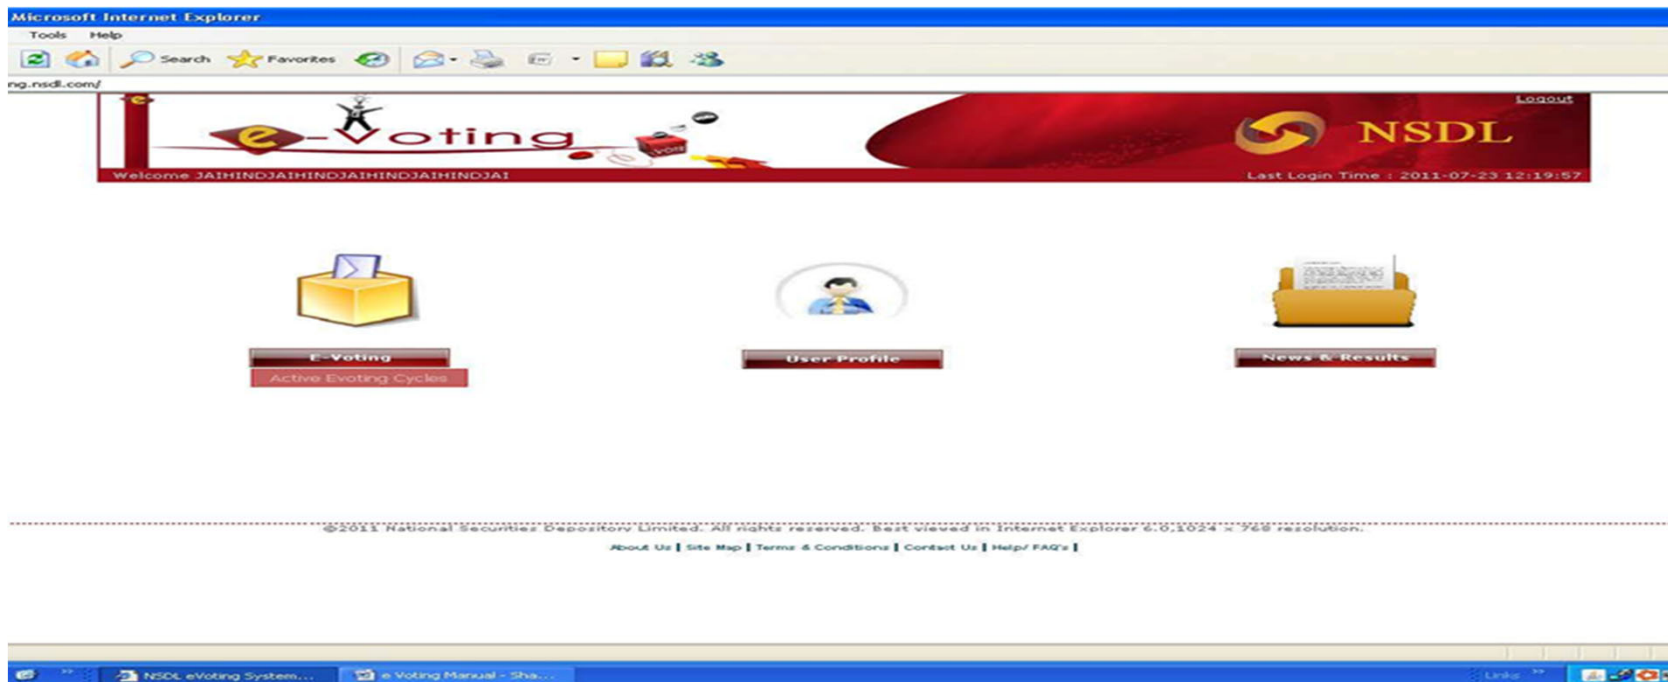 Microsoft Internet Explorer
Tools Help
Search Favorites
ng.nsdl.com/
Logout
e-Voting
NSDL
Welcome JAIHINDJAIHINDJAIHINDJAIHINDJAI
Last Login Time : 2011-07-23 12:19:57
E-Voting
User Profile
News & Results
Active Evoting Cycles
©2011 National Securities Depository Limited. All rights reserved. Best viewed in Internet Explorer 6.0,1024 x 768 resolution.
About Us | Site Map | Terms & Conditions | Contact Us | Help/ FAQ's |
NSDL eVoting System... e Voting Manual - Sha... Links